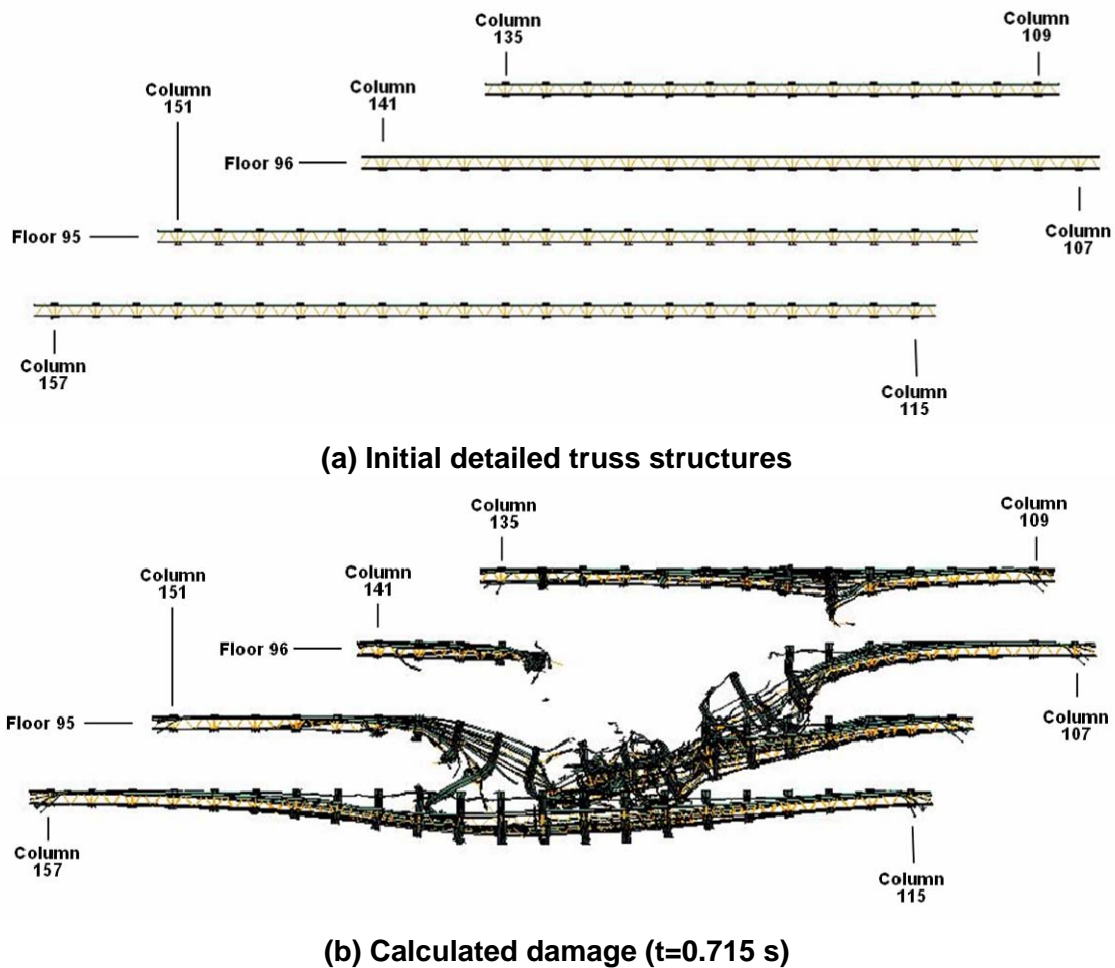 Column
135
Column
109
Column
151
Column
141
Floor 96
Floor 95
Column
107
Column
157
Column
115
(a) Initial detailed truss structures
Column
135
Column
109
Column
151
Column
141
Floor 96
Floor 95
Column
107
Column
157
Column
115
(b) Calculated damage (t=0.715 s)